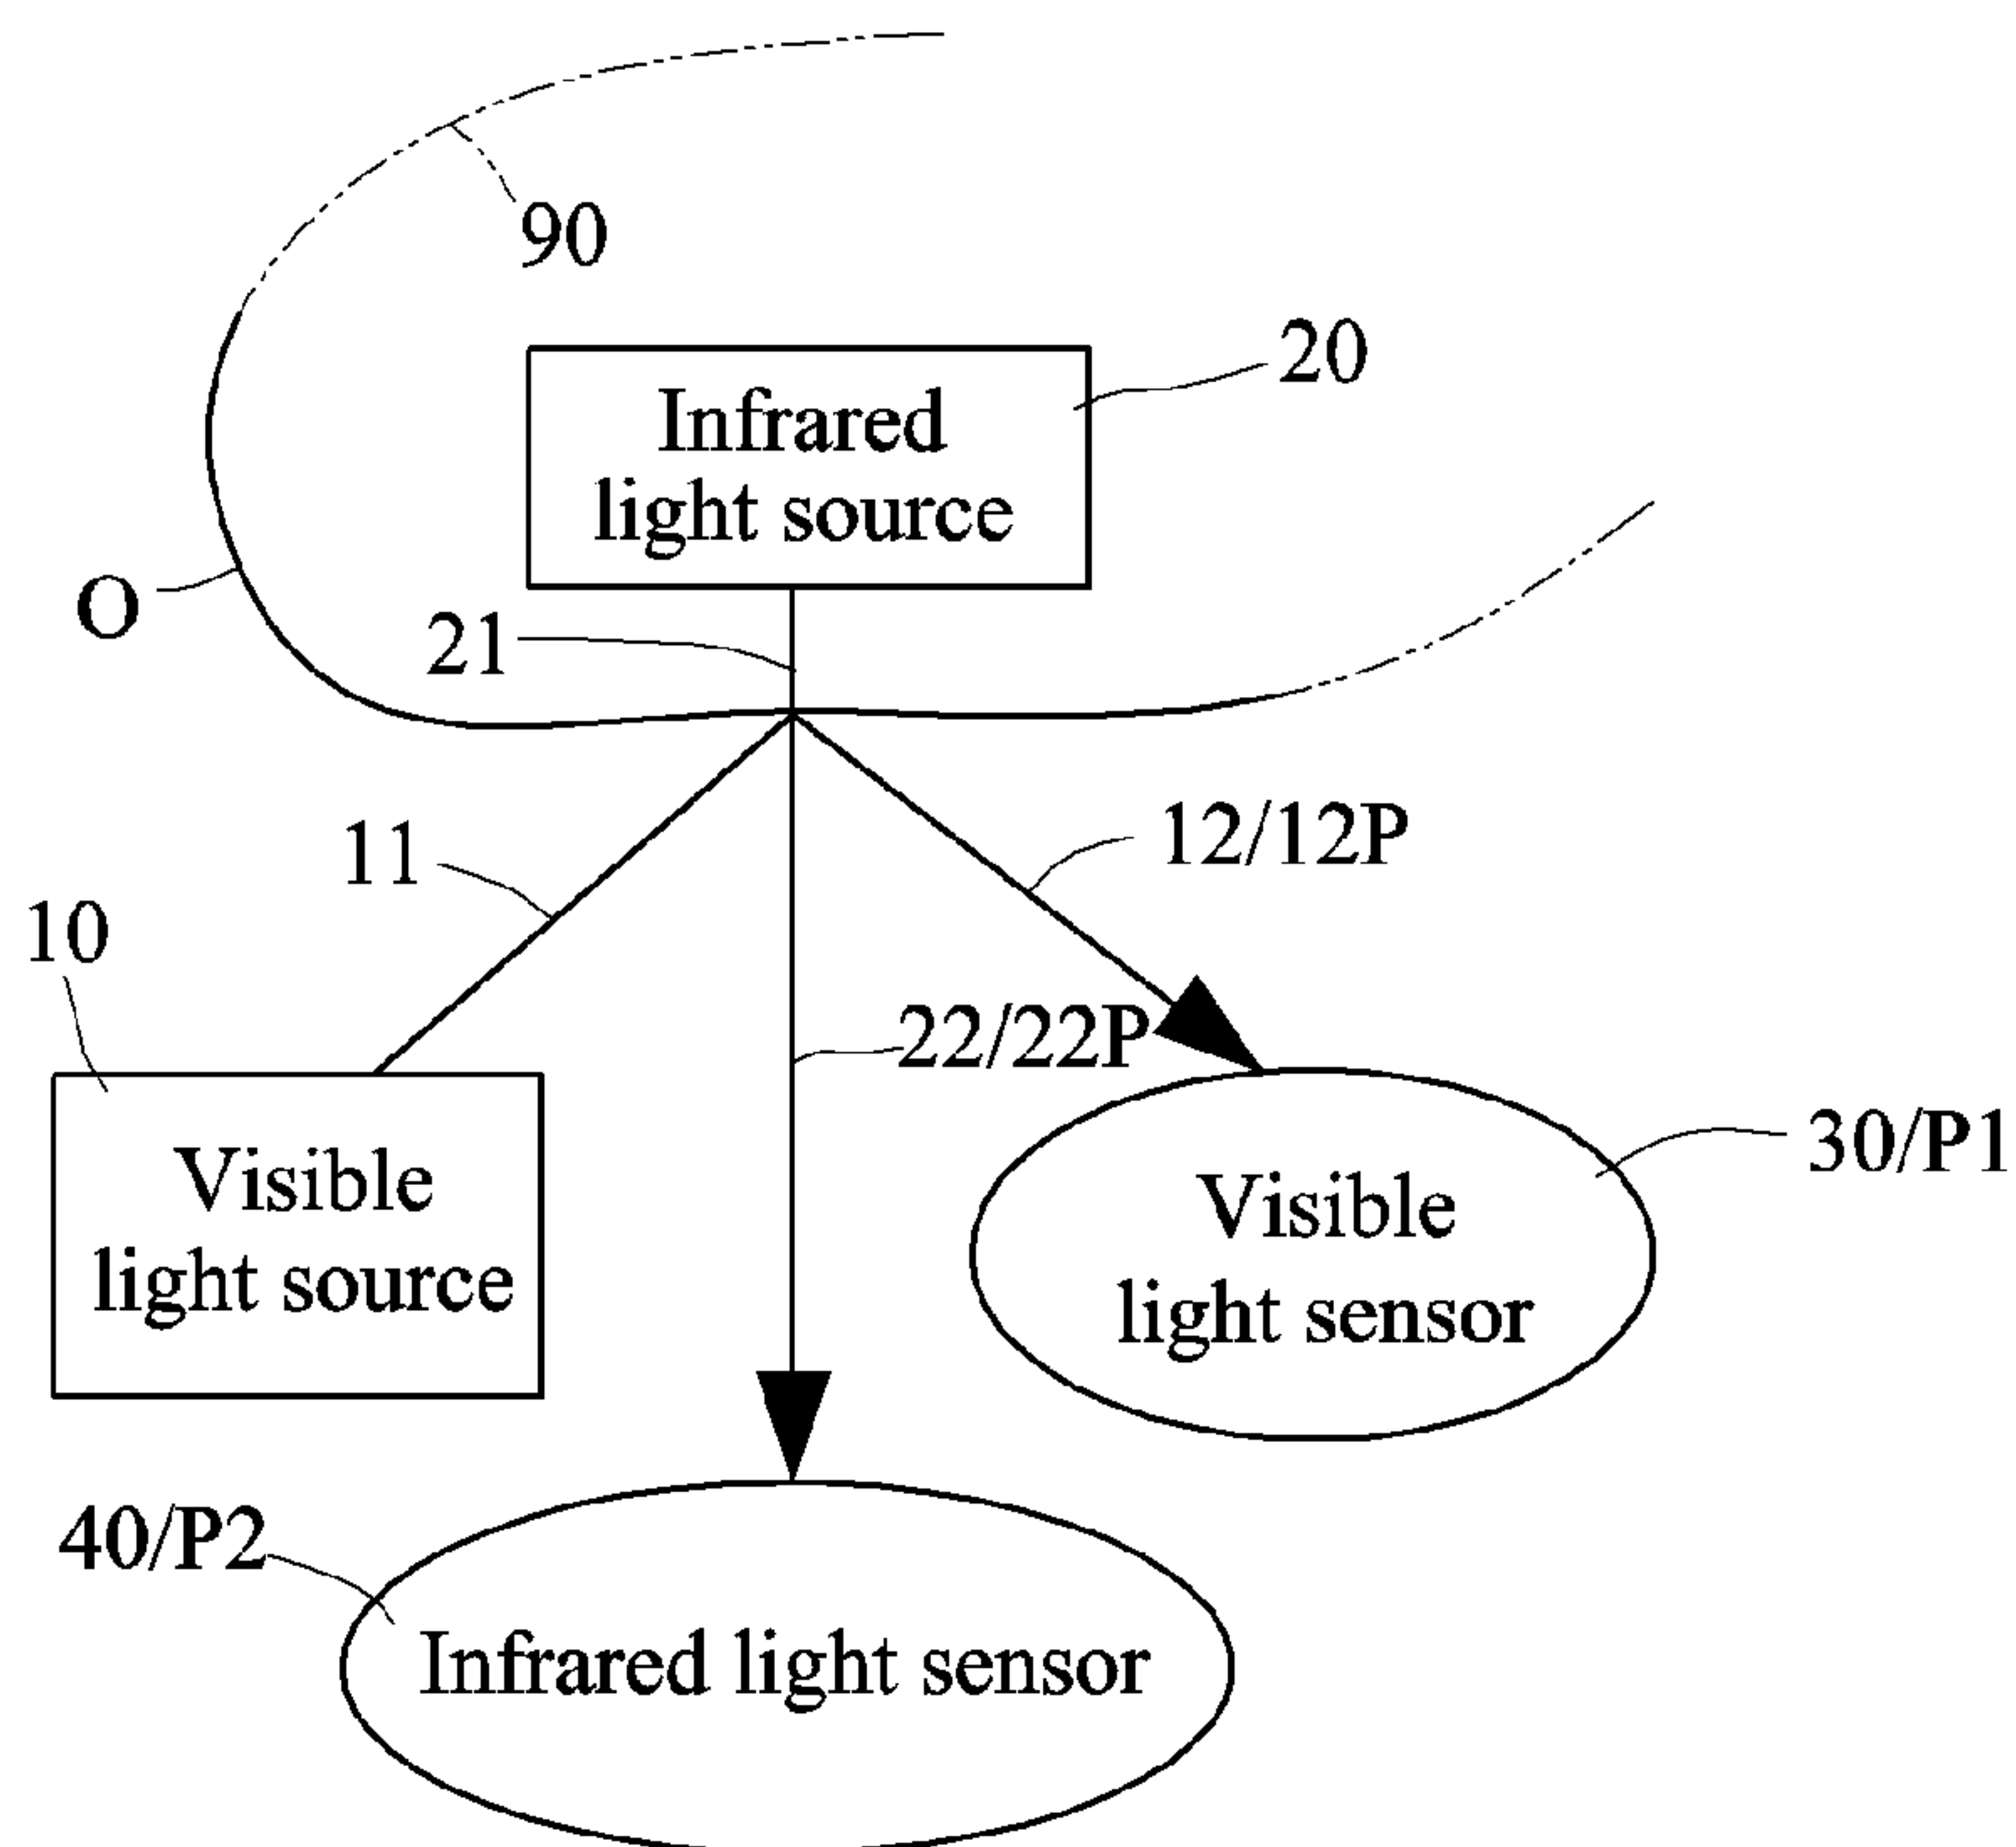 90
20
Infrared
light source
O
21
12/12P
11
10
22/22P
30/P1
Visible
light source
Visible
light sensor
40/P2
Infrared light sensor